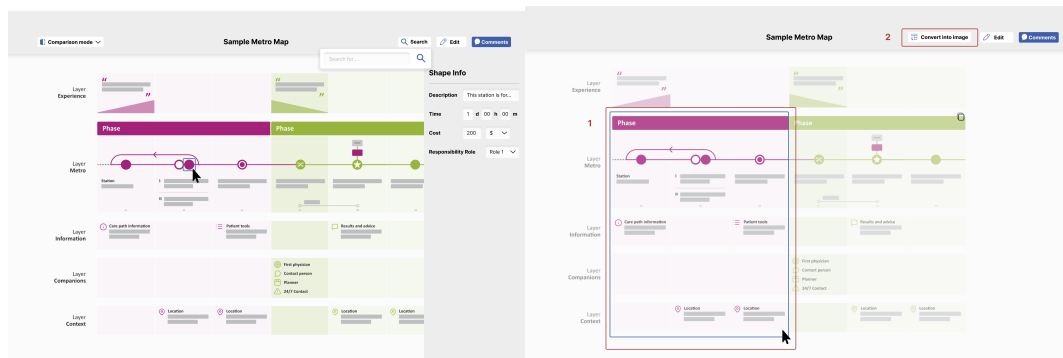 Comparison mode
Sample Metro Map
Search
Edit
Comments
Search for ...
Shape Info
Description
This station is for...
Time
1 d 00 h 00 m
Cost
200 $
Responsibility Role
Role 1
Layer
Experience
Phase
Phase
Layer
Metro
Station
I
II
Layer
Information
Care path information
Patient tools
Results and advice
Layer
Companions
First physician
Contact person
Planner
24/7 Contact
Layer
Context
Location
Location
Location
Location
Sample Metro Map
2
Convert into image
Edit
Comments
Layer
Experience
1
Phase
Phase
Layer
Metro
Station
I
II
Layer
Information
Care path information
Patient tools
Results and advice
Layer
Companions
First physician
Contact person
Planner
24/7 Contact
Layer
Context
Location
Location
Location
Location